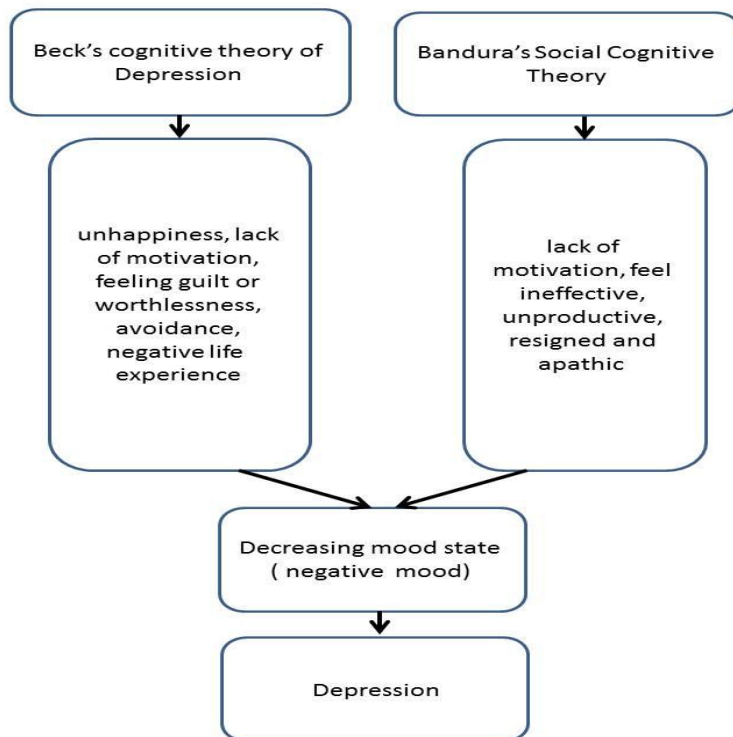 Beck's cognitive theory of
Depression
Bandura's Social Cognitive
Theory
unhappiness, lack
of motivation,
feeling guilt or
worthlessness,
avoidance,
negative life
experience
lack of
motivation, feel
ineffective,
unproductive,
resigned and
apathic
Decreasing mood state
( negative mood)
Depression